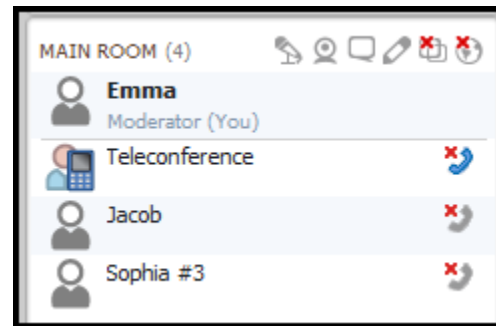 MAIN ROOM (4)
Emma
Moderator (You)
Teleconference
Jacob
Sophia #3